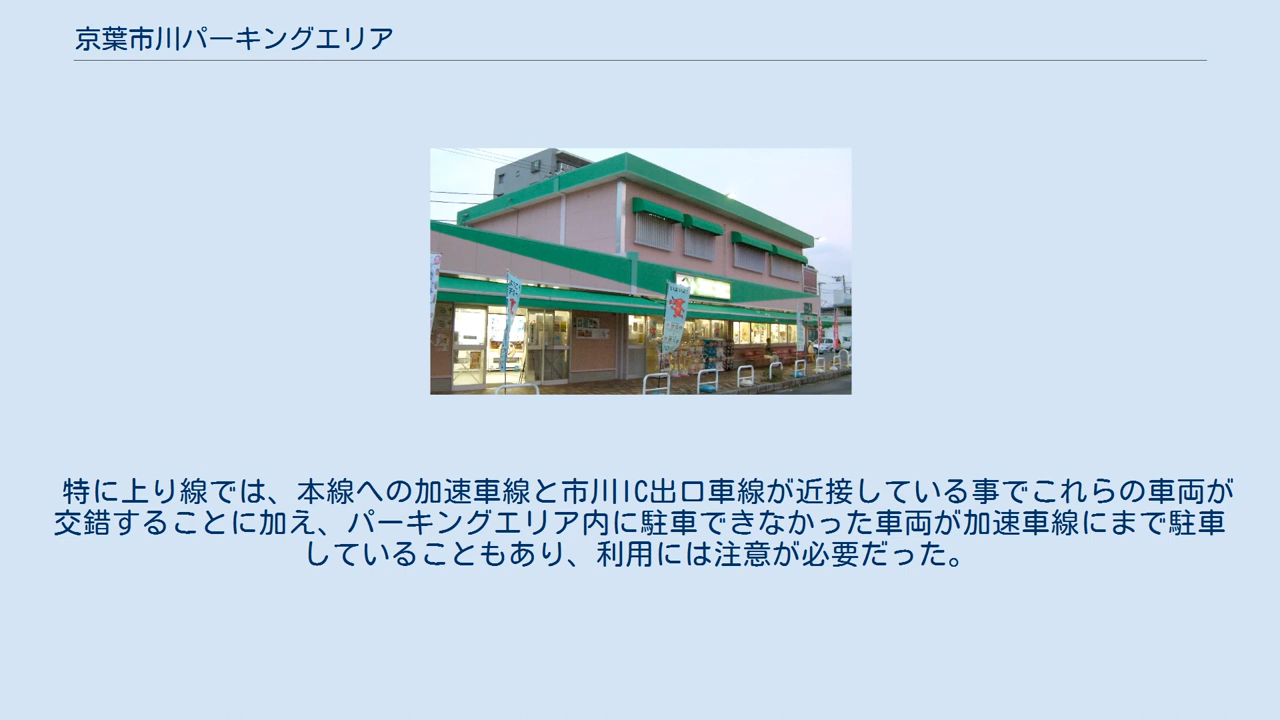 京葉市川パーキングエリア
特に上り線では、本線への加速車線と市川IC出口車線が近接している事でこれらの車両が
交錯することに加え、パーキングエリア内に駐車できなかった車両が加速車線にまで駐車
していることもあり、利用には注意が必要だった。